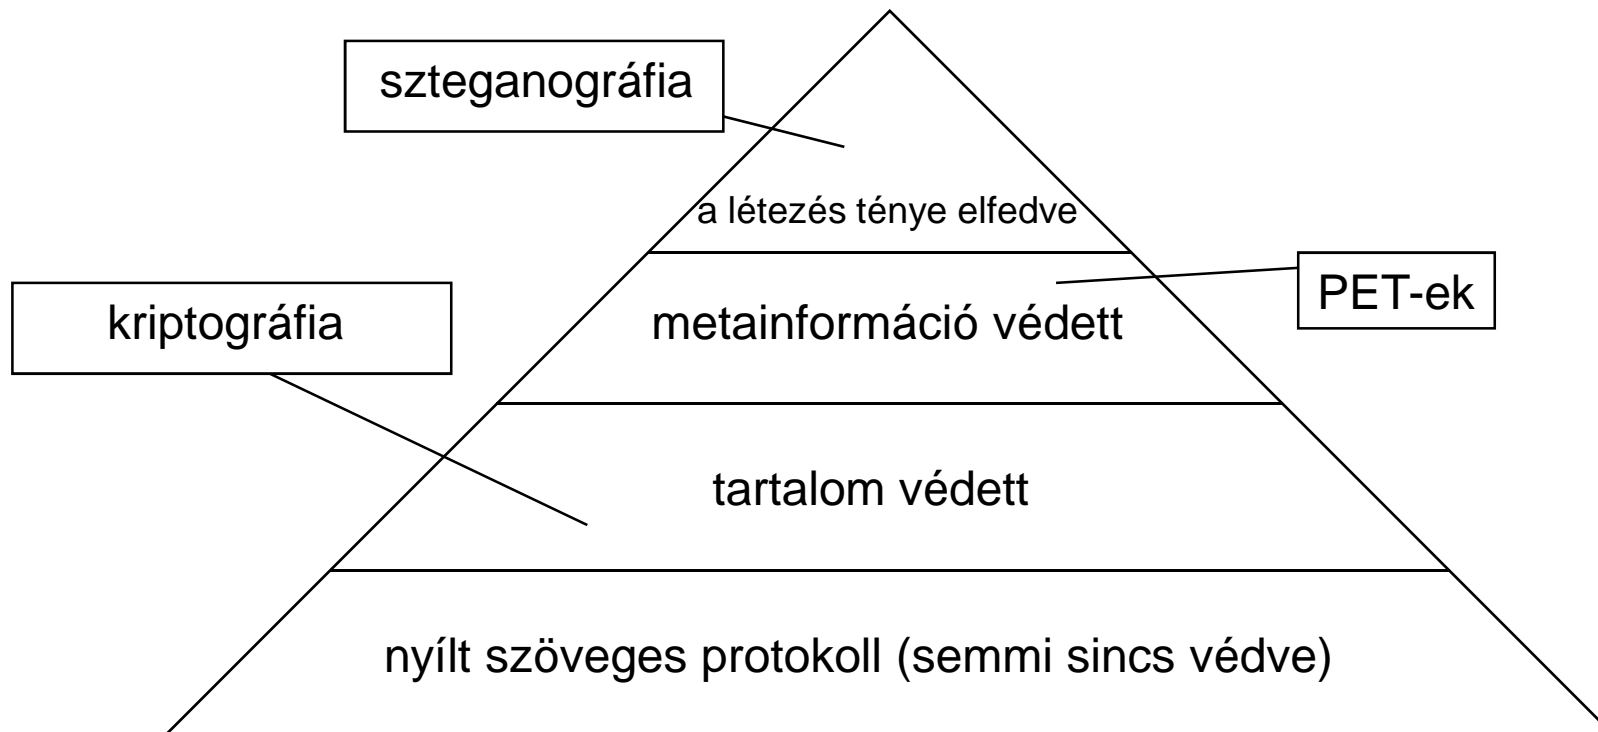 szteganográfia
a létezés ténye elfedve
PET-ek
kriptográfia
metainformáció védett
tartalom védett
nyílt szöveges protokoll (semmi sincs védve)